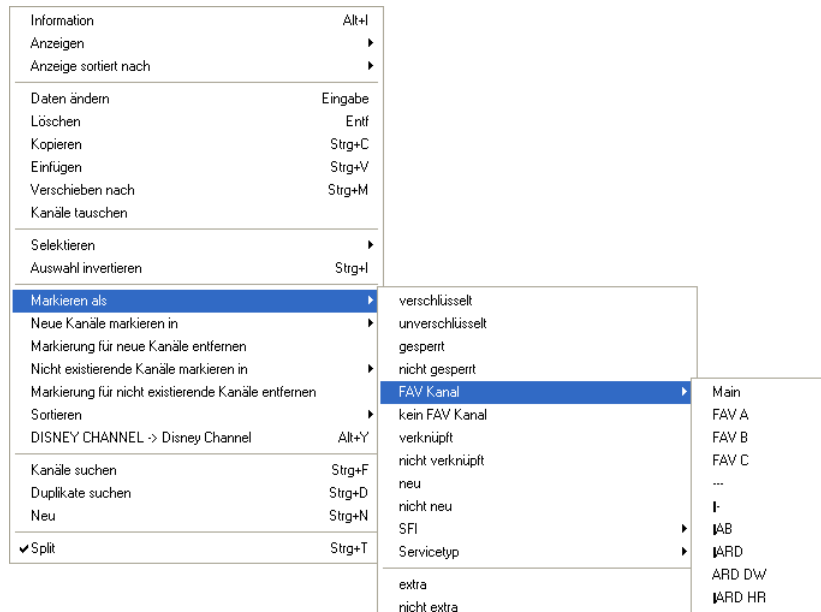 Information Alt+I
Anzeigen
Anzeige sortiert nach
Daten ändern Eingabe
Löschen Entf
Kopieren Strg+C
Einfügen Strg+V
Verschieben nach Strg+M
Kanäle tauschen
Selektieren
Auswahl invertieren Strg+I
Markieren als
Neue Kanäle markieren in
Markierung für neue Kanäle entfernen
Nicht existierende Kanäle markieren in
Markierung für nicht existierende Kanäle entfernen
Sortieren
DISNEY CHANNEL -> Disney Channel Alt+Y
Kanäle suchen Strg+F
Duplikate suchen Strg+D
Neu Strg+N
Split Strg+T
verschlüsselt
unverschlüsselt
gesperrt
nicht gesperrt
FAV Kanal
kein FAV Kanal
verknüpft
nicht verknüpft
neu
nicht neu
SFI
Servicetyp
extra
nicht extra
Main
FAV A
FAV B
FAV C
---
|-
|AB
|ARD
ARD DW
|ARD HR